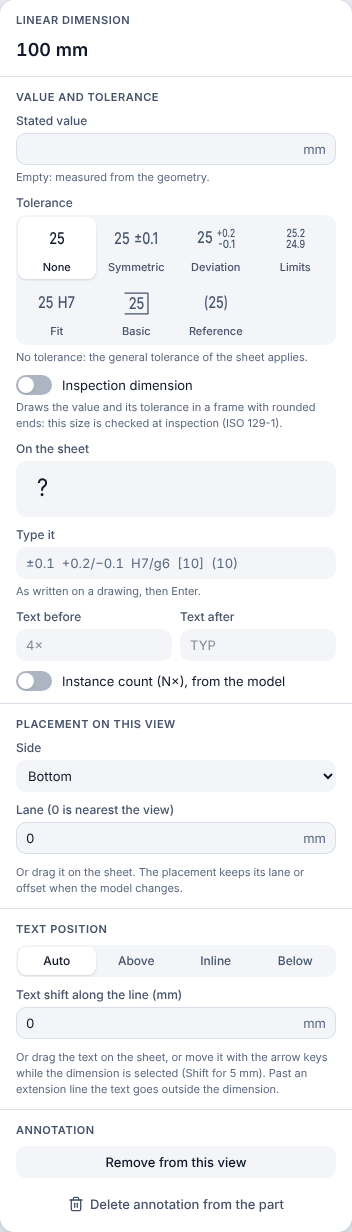 LINEAR DIMENSION
100 mm
VALUE AND TOLERANCE
Stated value
mm
Empty: measured from the geometry.
Tolerance
25 25 ±0.1 25 +0.2 -0.1 25.2 24.9
None Symmetric Deviation Limits
25 H7 25 (25)
Fit Basic Reference
No tolerance: the general tolerance of the sheet applies.
Inspection dimension
Draws the value and its tolerance in a frame with rounded
ends: this size is checked at inspection (ISO 129-1).
On the sheet
?
Type it
±0.1 +0.2/−0.1 H7/g6 [10] (10)
As written on a drawing, then Enter.
Text before Text after
4× TYP
Instance count (N×), from the model
PLACEMENT ON THIS VIEW
Side
Bottom
Lane (0 is nearest the view)
0 mm
Or drag it on the sheet. The placement keeps its lane or
offset when the model changes.
TEXT POSITION
Auto Above Inline Below
Text shift along the line (mm)
0 mm
Or drag the text on the sheet, or move it with the arrow keys
while the dimension is selected (Shift for 5 mm). Past an
extension line the text goes outside the dimension.
ANNOTATION
Remove from this view
Delete annotation from the part